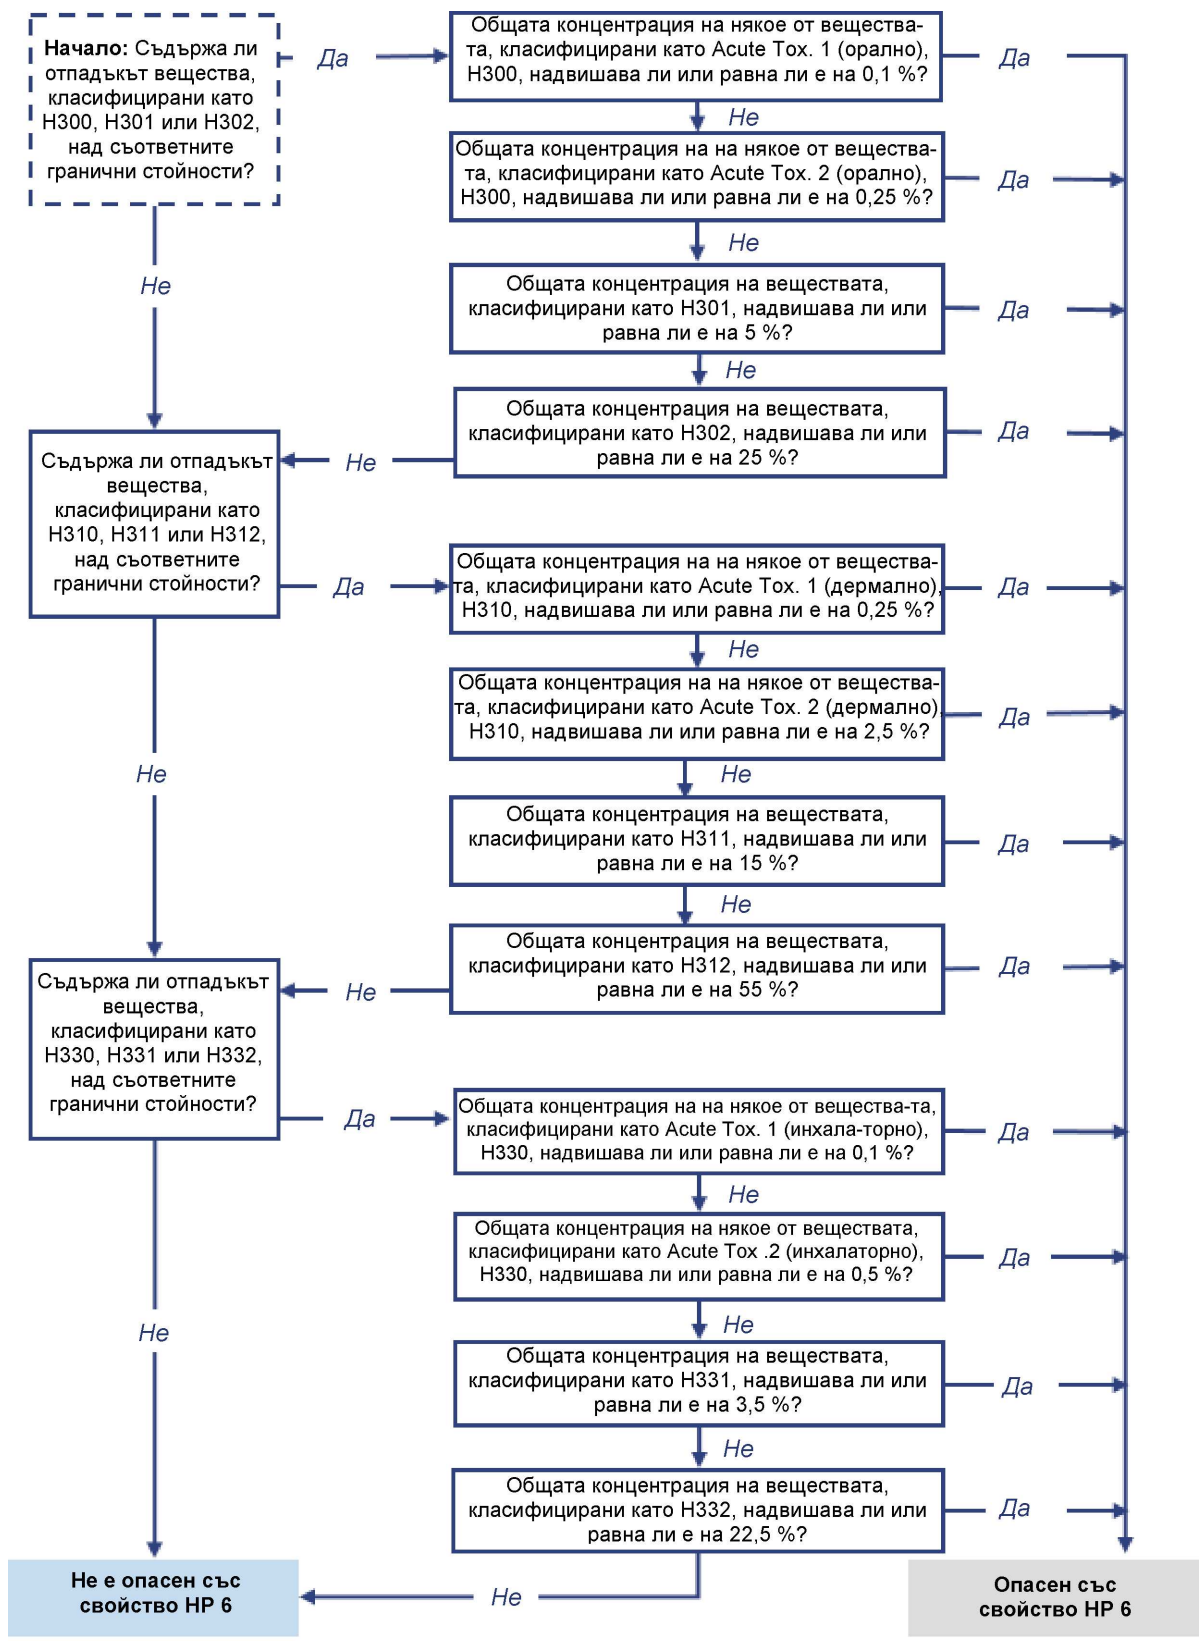 Начало: Съдържа ли
отпадъкът вещества,
класифицирани като
H300, H301 или H302,
над съответните
гранични стойности?
Да
Общата концентрация на някое от вещества-
та, класифицирани като Acute Tox. 1 (орално),
H300, надвишава ли или равна ли е на 0,1 %?
Да
Не
Общата концентрация на на някое от вещества-
та, класифицирани като Acute Tox. 2 (орално),
H300, надвишава ли или равна ли е на 0,25 %?
Да
Не
Не
Общата концентрация на веществата,
класифицирани като H301, надвишава ли или
равна ли е на 5 %?
Да
Не
Общата концентрация на веществата,
класифицирани като H302, надвишава ли или
равна ли е на 25 %?
Да
Не
Съдържа ли отпадъкът
вещества,
класифицирани като
H310, H311 или H312,
над съответните
гранични стойности?
Да
Общата концентрация на на някое от вещества-
та, класифицирани като Acute Tox. 1 (дермално),
H310, надвишава ли или равна ли е на 0,25 %?
Да
Не
Общата концентрация на на някое от вещества-
та, класифицирани като Acute Tox. 2 (дермално),
H310, надвишава ли или равна ли е на 2,5 %?
Да
Не
Не
Общата концентрация на веществата,
класифицирани като H311, надвишава ли или
равна ли е на 15 %?
Да
Не
Общата концентрация на веществата,
класифицирани като H312, надвишава ли или
равна ли е на 55 %?
Да
Не
Съдържа ли отпадъкът
вещества,
класифицирани като
H330, H331 или H332,
над съответните
гранични стойности?
Да
Общата концентрация на на някое от вещества-та,
класифицирани като Acute Tox. 1 (инхала-торно),
H330, надвишава ли или равна ли е на 0,1 %?
Да
Не
Общата концентрация на някое от веществата,
класифицирани като Acute Tox .2 (инхалаторно),
H330, надвишава ли или равна ли е на 0,5 %?
Да
Не
Не
Общата концентрация на веществата,
класифицирани като H331, надвишава ли или
равна ли е на 3,5 %?
Да
Не
Общата концентрация на веществата,
класифицирани като H332, надвишава ли или
равна ли е на 22,5 %?
Да
Не
Не е опасен със
свойство HP 6
Опасен със
свойство HP 6